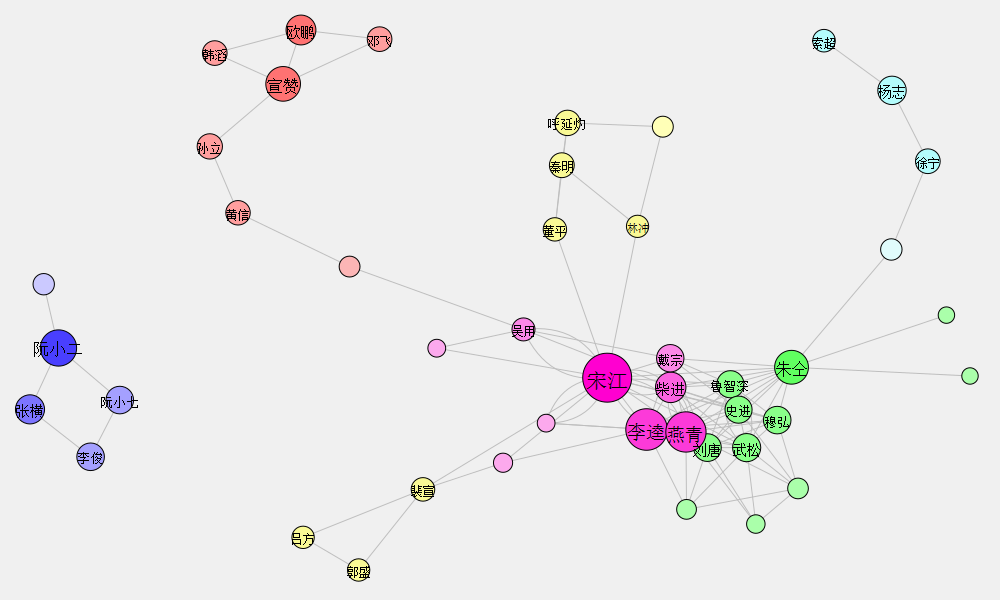 欧鹏
邓飞
索超
韩滔
宣赞
杨志
呼延灼
孙立
徐宁
秦明
黄信
林冲
董平
吴用
阮小二
戴宗
朱仝
宋江
鲁智深
柴进
阮小七
张横
史进
穆弘
李逵
燕青
刘唐
武松
李俊
裴宣
吕方
郭盛